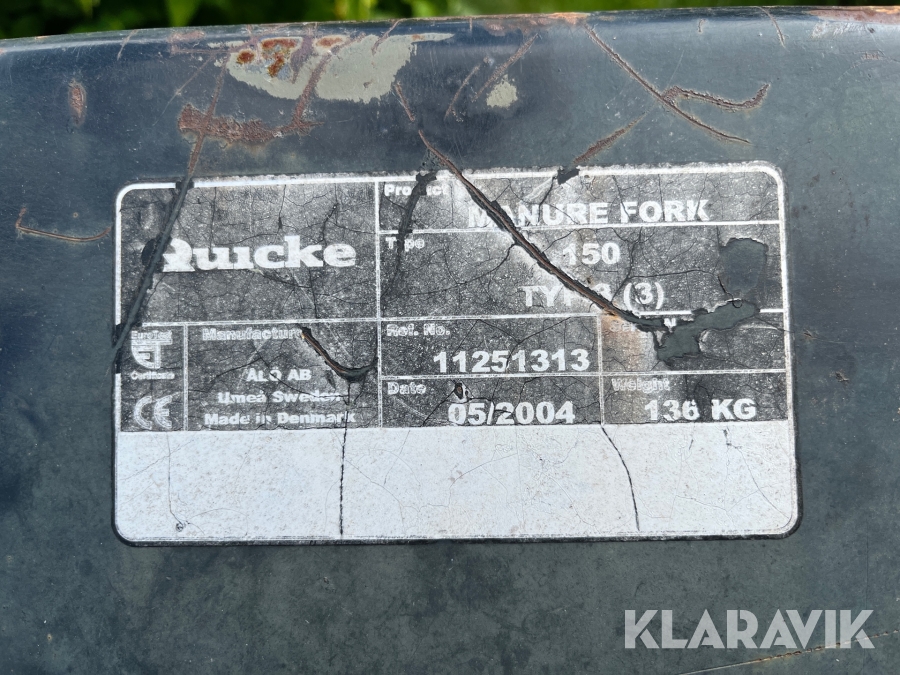 Quicke
Product
MANURE FORK
Type
150
(3)
Manufacturer
ALO AB
Umeå Sweden
Made in Denmark
CE
Ref. No.
11251313
Date
05/2004
Weight
136 KG
KLARAVIK